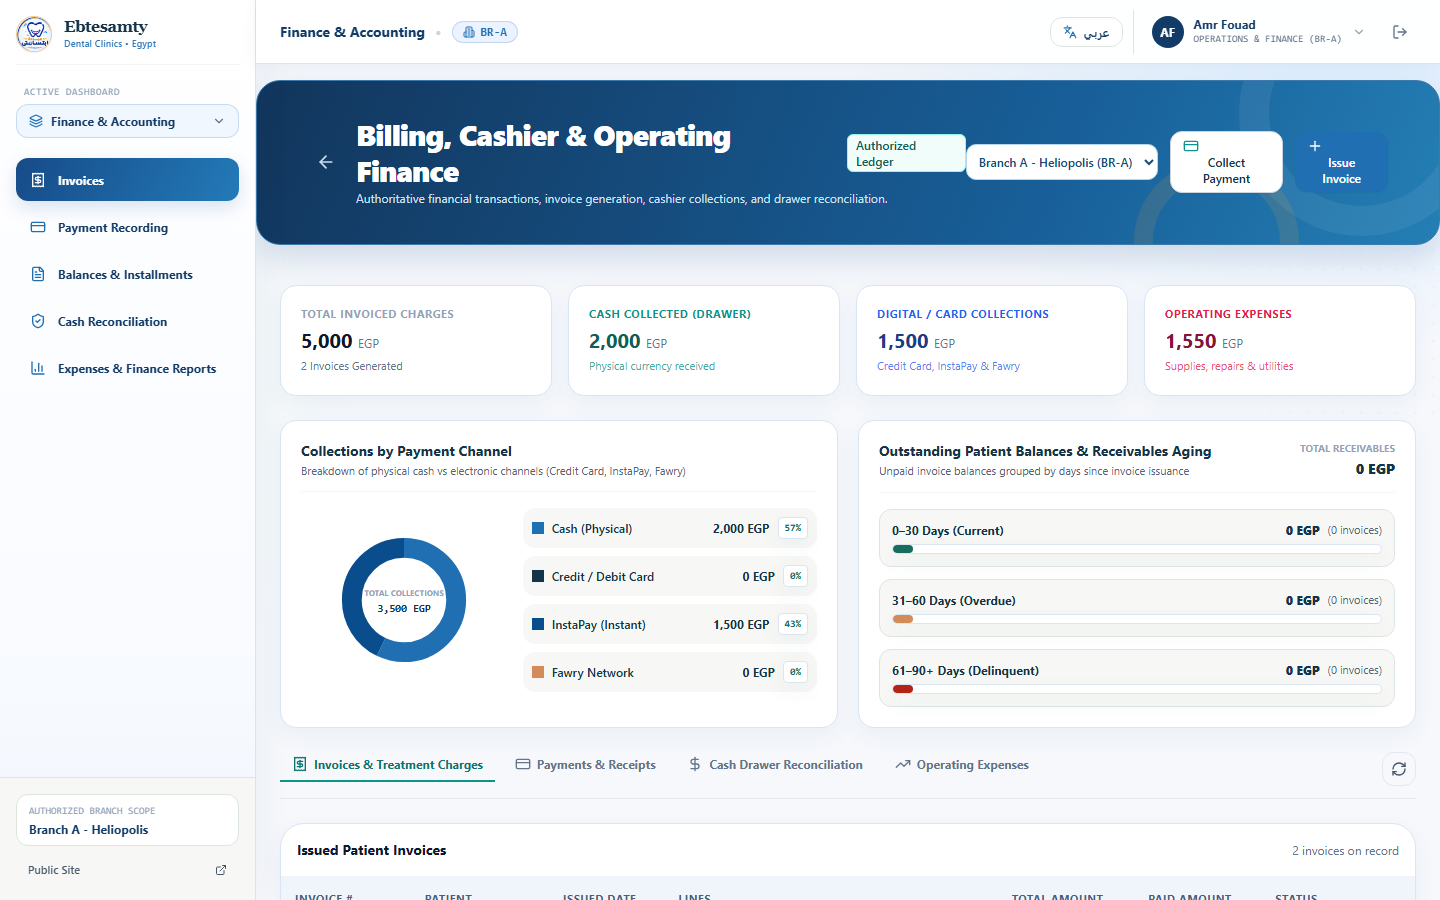 Ebtesamty
Dental Clinics • Egypt
ACTIVE DASHBOARD
Finance & Accounting
Invoices
Payment Recording
Balances & Installments
Cash Reconciliation
Expenses & Finance Reports
AUTHORIZED BRANCH SCOPE
Branch A - Heliopolis
Public Site
Finance & Accounting • BR-A
عربي
AF
Amr Fouad
OPERATIONS & FINANCE (BR-A)
Billing, Cashier & Operating
Finance
Authoritative financial transactions, invoice generation, cashier collections, and drawer reconciliation.
Authorized
Ledger
Branch A - Heliopolis (BR-A)
Collect
Payment
Issue
Invoice
TOTAL INVOICED CHARGES
5,000 EGP
2 Invoices Generated
CASH COLLECTED (DRAWER)
2,000 EGP
Physical currency received
DIGITAL / CARD COLLECTIONS
1,500 EGP
Credit Card, InstaPay & Fawry
OPERATING EXPENSES
1,550 EGP
Supplies, repairs & utilities
Collections by Payment Channel
Breakdown of physical cash vs electronic channels (Credit Card, InstaPay, Fawry)
TOTAL COLLECTIONS
3,500 EGP
Cash (Physical) 2,000 EGP 57%
Credit / Debit Card 0 EGP 0%
InstaPay (Instant) 1,500 EGP 43%
Fawry Network 0 EGP 0%
Outstanding Patient Balances & Receivables Aging
Unpaid invoice balances grouped by days since invoice issuance
TOTAL RECEIVABLES
0 EGP
0–30 Days (Current) 0 EGP (0 invoices)
31–60 Days (Overdue) 0 EGP (0 invoices)
61–90+ Days (Delinquent) 0 EGP (0 invoices)
Invoices & Treatment Charges
Payments & Receipts
Cash Drawer Reconciliation
Operating Expenses
Issued Patient Invoices
2 invoices on record
INVOICE # PATIENT ISSUED DATE LINES TOTAL AMOUNT PAID AMOUNT STATUS